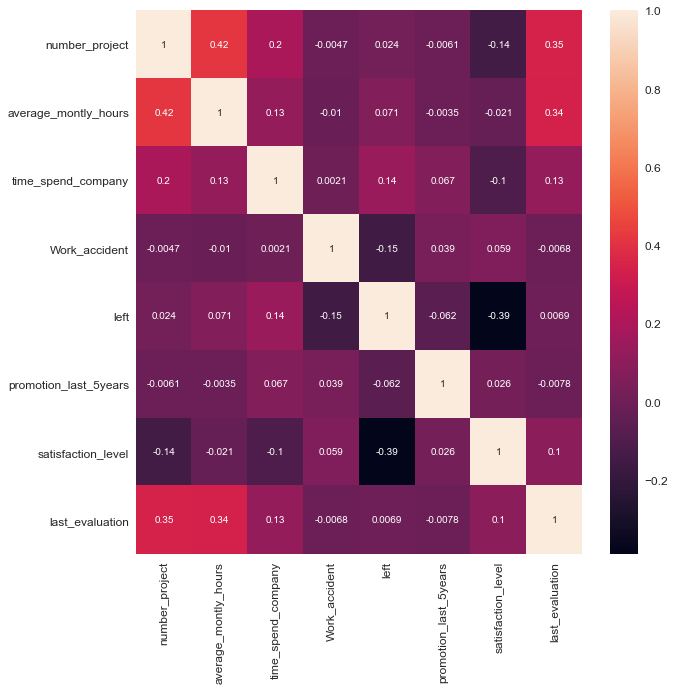 number_project 1 0.42 0.2 -0.0047 0.024 -0.0061 -0.14 0.35
average_montly_hours 0.42 1 0.13 -0.01 0.071 -0.0035 -0.021 0.34
time_spend_company 0.2 0.13 1 0.0021 0.14 0.067 -0.1 0.13
Work_accident -0.0047 -0.01 0.0021 1 -0.15 0.039 0.059 -0.0068
left 0.024 0.071 0.14 -0.15 1 -0.062 -0.39 0.0069
promotion_last_5years -0.0061 -0.0035 0.067 0.039 -0.062 1 0.026 -0.0078
satisfaction_level -0.14 -0.021 -0.1 0.059 -0.39 0.026 1 0.1
last_evaluation 0.35 0.34 0.13 -0.0068 0.0069 -0.0078 0.1 1
number_project
average_montly_hours
time_spend_company
Work_accident
left
promotion_last_5years
satisfaction_level
last_evaluation
1.0
0.8
0.6
0.4
0.2
0.0
−0.2